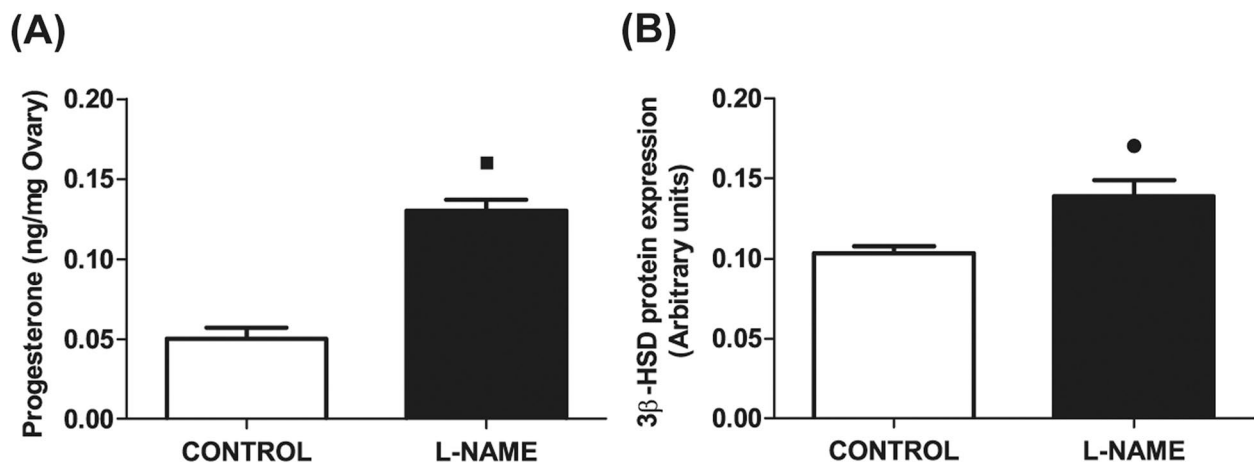 (A)
Progesterone (ng/mg Ovary)
0.20
0.15
0.10
0.05
0.00
CONTROL
L-NAME
(B)
3β-HSD protein expression
(Arbitrary units)
0.20
0.15
0.10
0.05
0.00
CONTROL
L-NAME